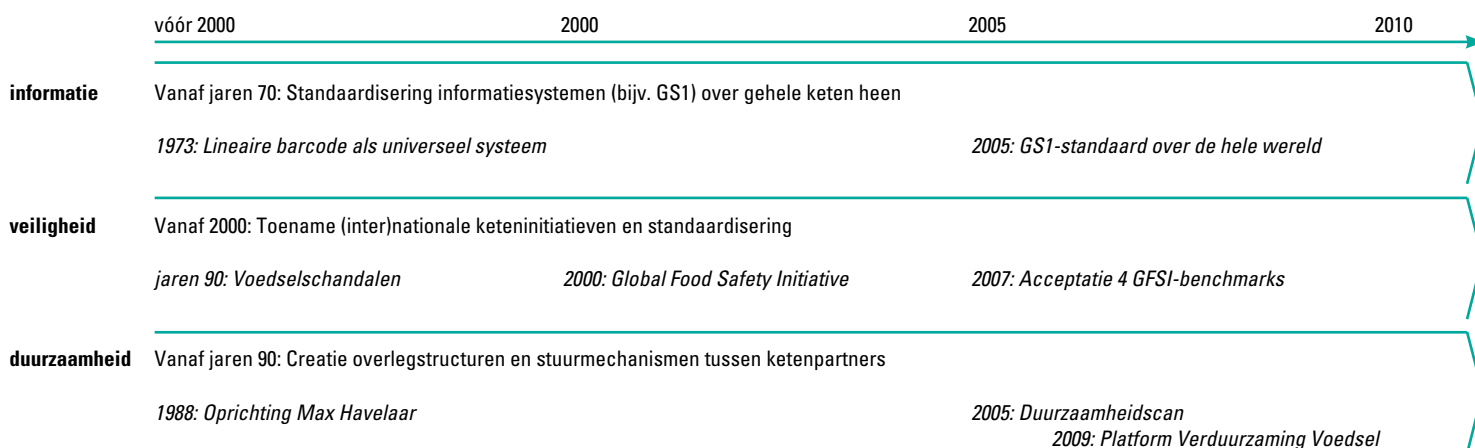 vóór 2000 2000 2005 2010
informatie Vanaf jaren 70: Standaardisering informatiesystemen (bijv. GS1) over gehele keten heen
1973: Lineaire barcode als universeel systeem 2005: GS1-standaard over de hele wereld
veiligheid Vanaf 2000: Toename (inter)nationale keteninitiatieven en standaardisering
jaren 90: Voedselschandalen 2000: Global Food Safety Initiative 2007: Acceptatie 4 GFSI-benchmarks
duurzaamheid Vanaf jaren 90: Creatie overlegstructuren en stuurmechanismen tussen ketenpartners
1988: Oprichting Max Havelaar 2005: Duurzaamheidscan
2009: Platform Verduurzaming Voedsel